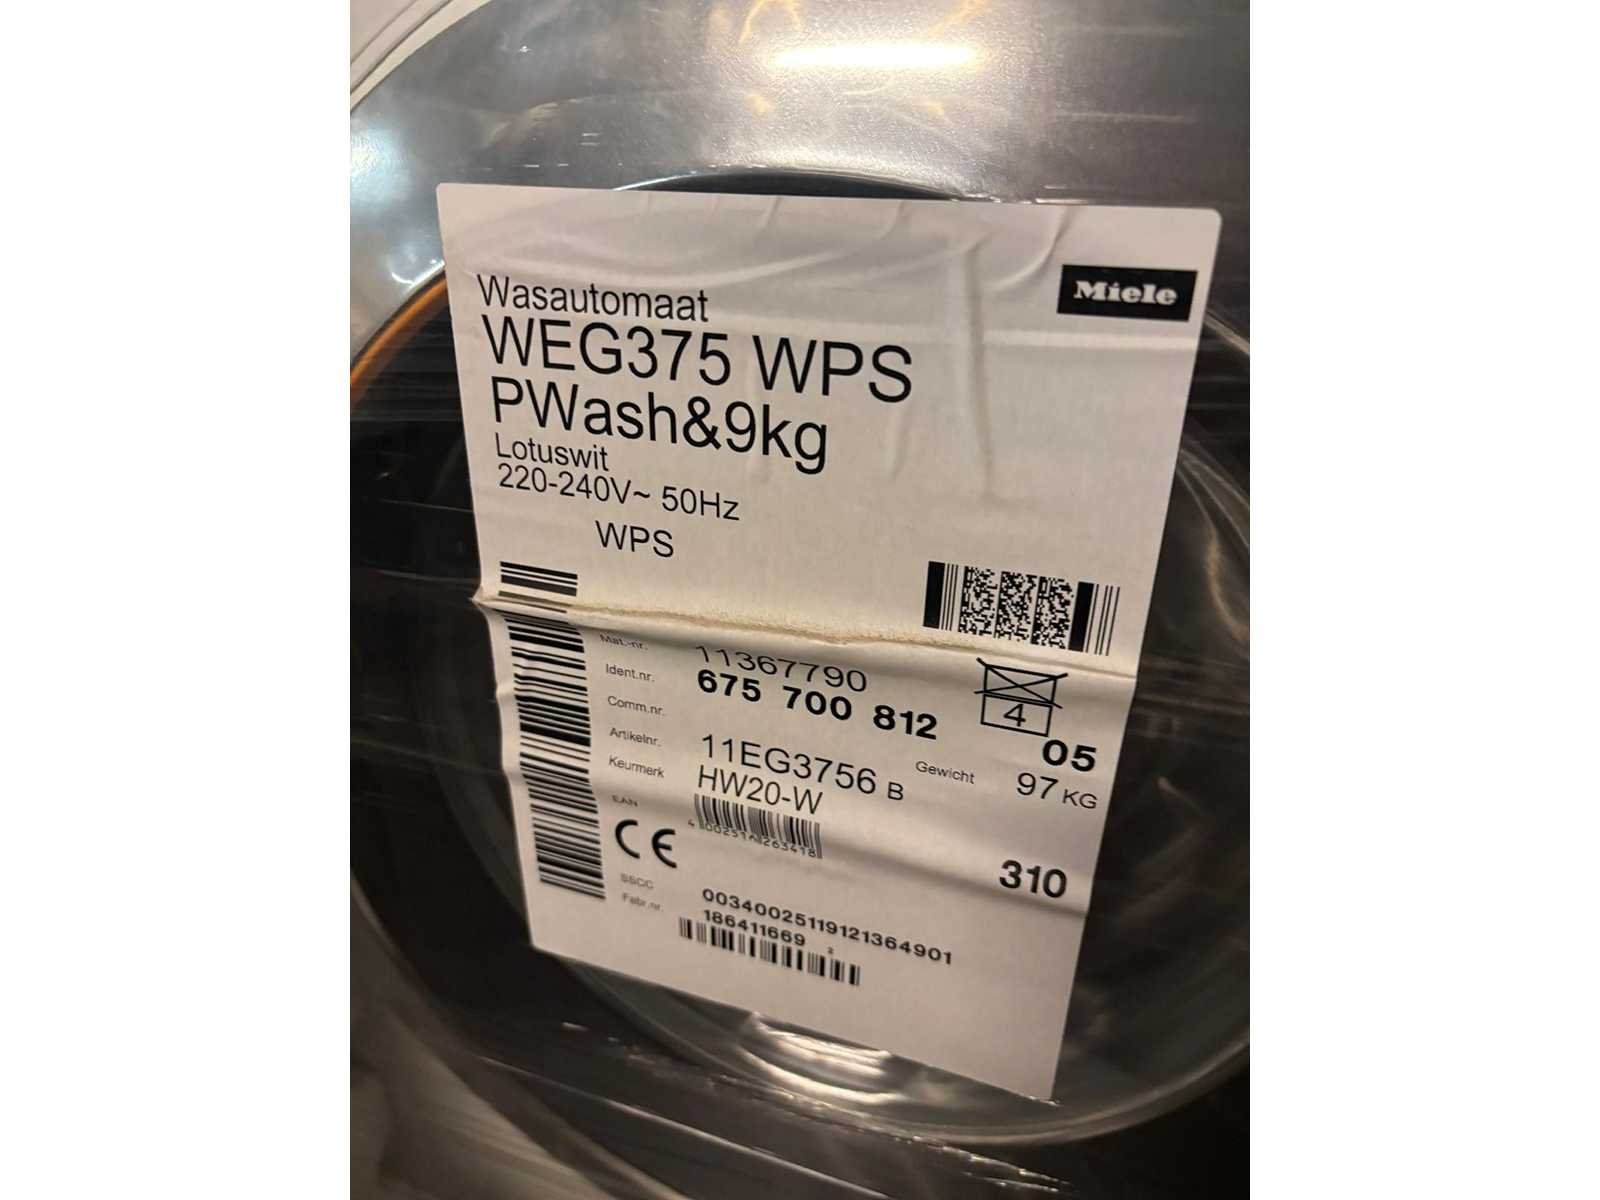 Miele
Wasautomaat
WEG375 WPS
PWash&9kg
Lotuswit
220-240V~ 50Hz
WPS
Mat.-nr. 11367790
Ident.nr. 675 700 812
4
Comm.nr. 05
Artikelnr. 11EG3756 B Gewicht 97 KG
Keurmerk HW20-W
EAN
CE
310
SSCC 00340025119121364901
Fabr.nr. 186411669 2